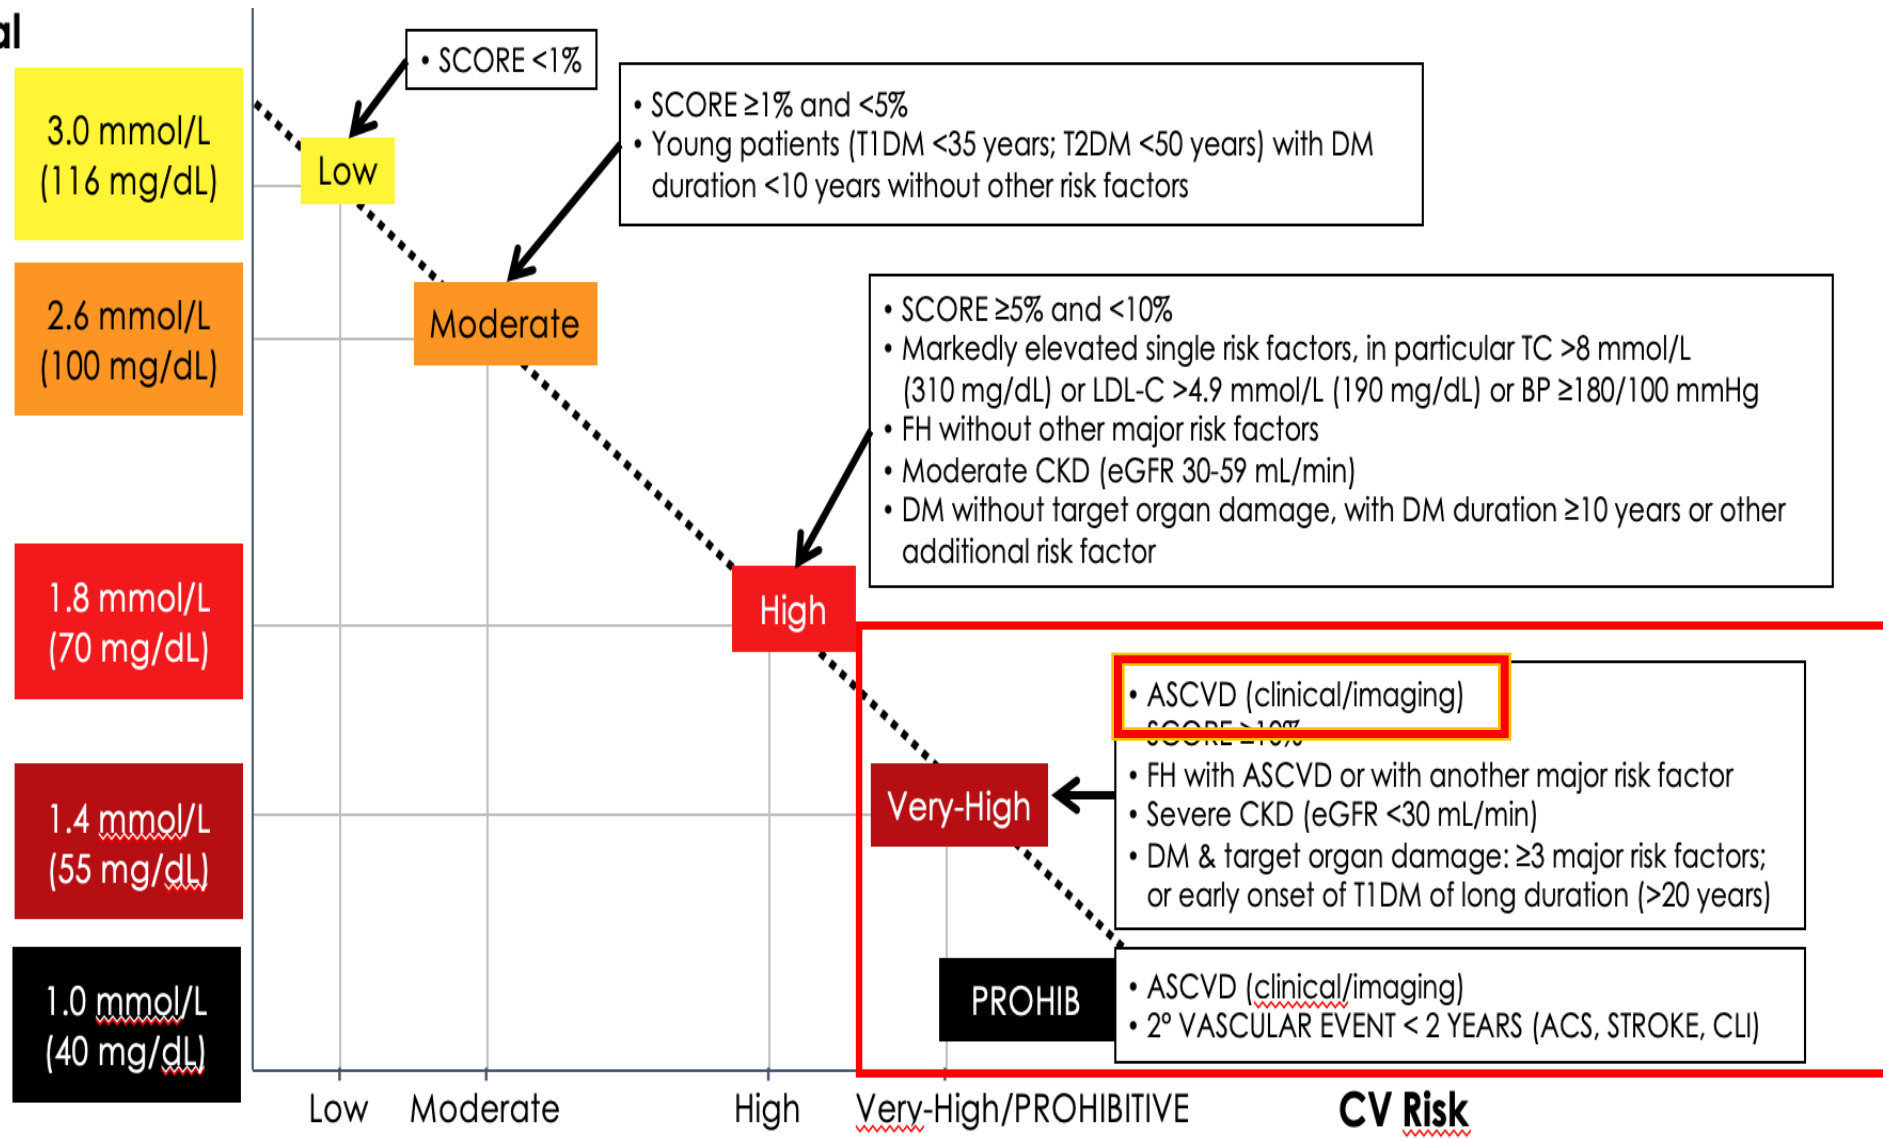 al
3.0 mmol/L
(116 mg/dL)
2.6 mmol/L
(100 mg/dL)
1.8 mmol/L
(70 mg/dL)
1.4 mmol/L
(55 mg/dL)
1.0 mmol/L
(40 mg/dL)
• SCORE <1%
Low
• SCORE ≥1% and <5%
• Young patients (T1DM <35 years; T2DM <50 years) with DM
duration <10 years without other risk factors
Moderate
• SCORE ≥5% and <10%
• Markedly elevated single risk factors, in particular TC >8 mmol/L
(310 mg/dL) or LDL-C >4.9 mmol/L (190 mg/dL) or BP ≥180/100 mmHg
• FH without other major risk factors
• Moderate CKD (eGFR 30-59 mL/min)
• DM without target organ damage, with DM duration ≥10 years or other
additional risk factor
High
• ASCVD (clinical/imaging)
SCORE ≥10%
• FH with ASCVD or with another major risk factor
• Severe CKD (eGFR <30 mL/min)
• DM & target organ damage: ≥3 major risk factors;
or early onset of T1DM of long duration (>20 years)
Very-High
PROHIB
• ASCVD (clinical/imaging)
• 2º VASCULAR EVENT < 2 YEARS (ACS, STROKE, CLI)
Low
Moderate
High
Very-High/PROHIBITIVE
CV Risk